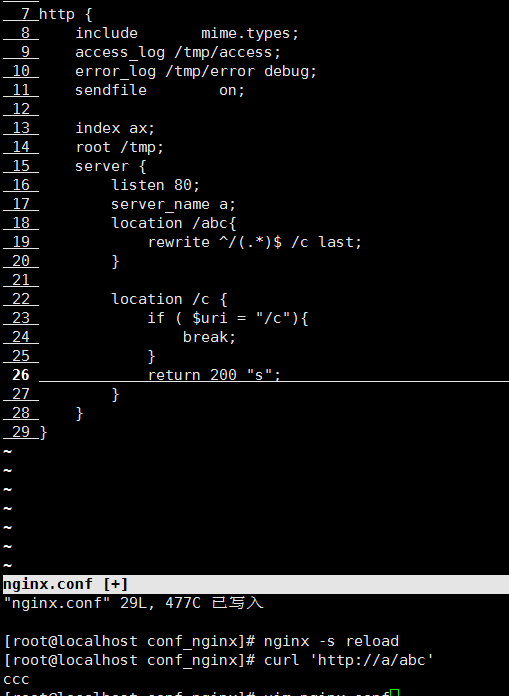 7 http {
8     include       mime.types;
9     access_log /tmp/access;
10     error_log /tmp/error debug;
11     sendfile        on;
12
13     index ax;
14     root /tmp;
15     server {
16         listen 80;
17         server_name a;
18         location /abc{
19             rewrite ^/(.*)$ /c last;
20         }
21
22         location /c {
23             if ( $uri = "/c"){
24                 break;
25             }
26             return 200 "s";
27         }
28     }
29 }
~
~
~
~
~
~
~
nginx.conf [+]
"nginx.conf" 29L, 477C 已写入
[root@localhost conf_nginx]# nginx -s reload
[root@localhost conf_nginx]# curl 'http://a/abc'
ccc
[root@localhost conf_nginx]# vim nginx.conf